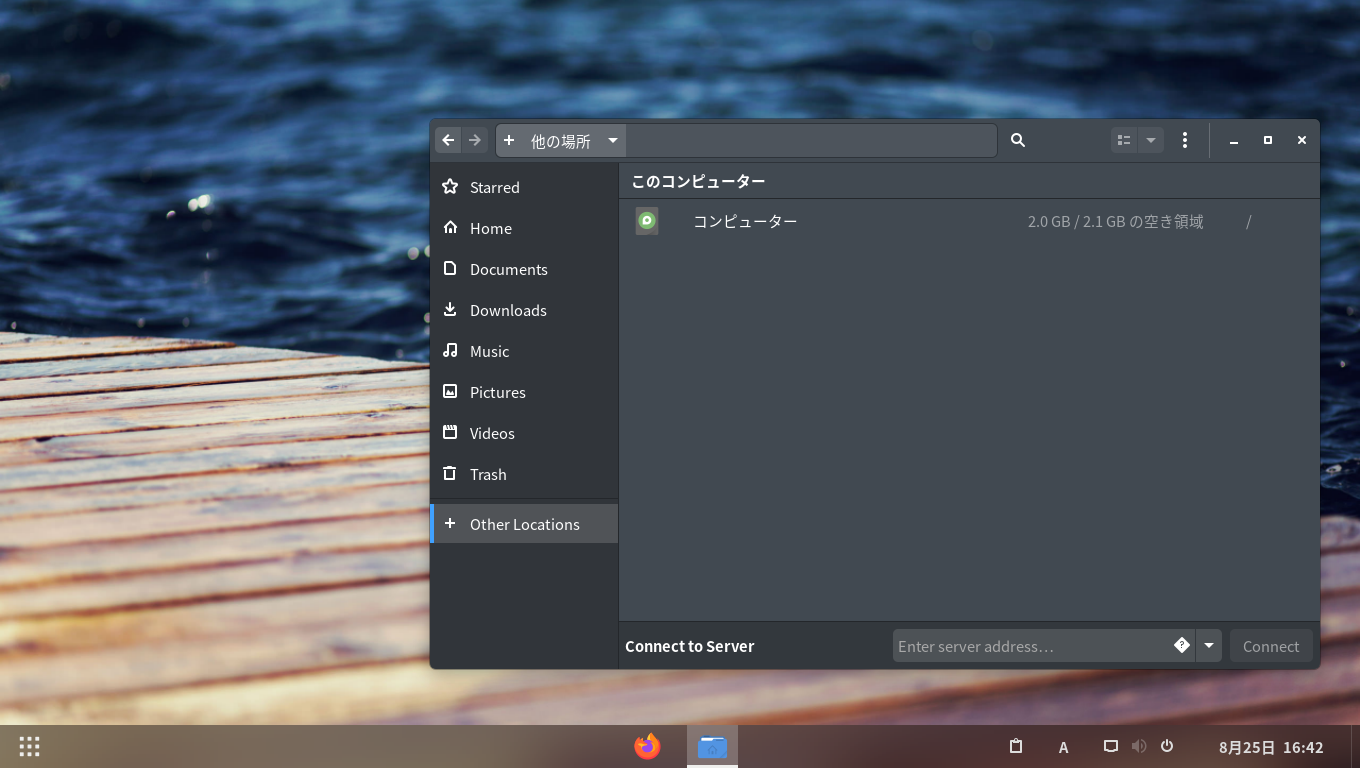 他の場所
Starred
Home
Documents
Downloads
Music
Pictures
Videos
Trash
Other Locations
このコンピューター
コンピューター 2.0 GB / 2.1 GB の空き領域 /
Connect to Server Enter server address… Connect
A 8月25日 16:42